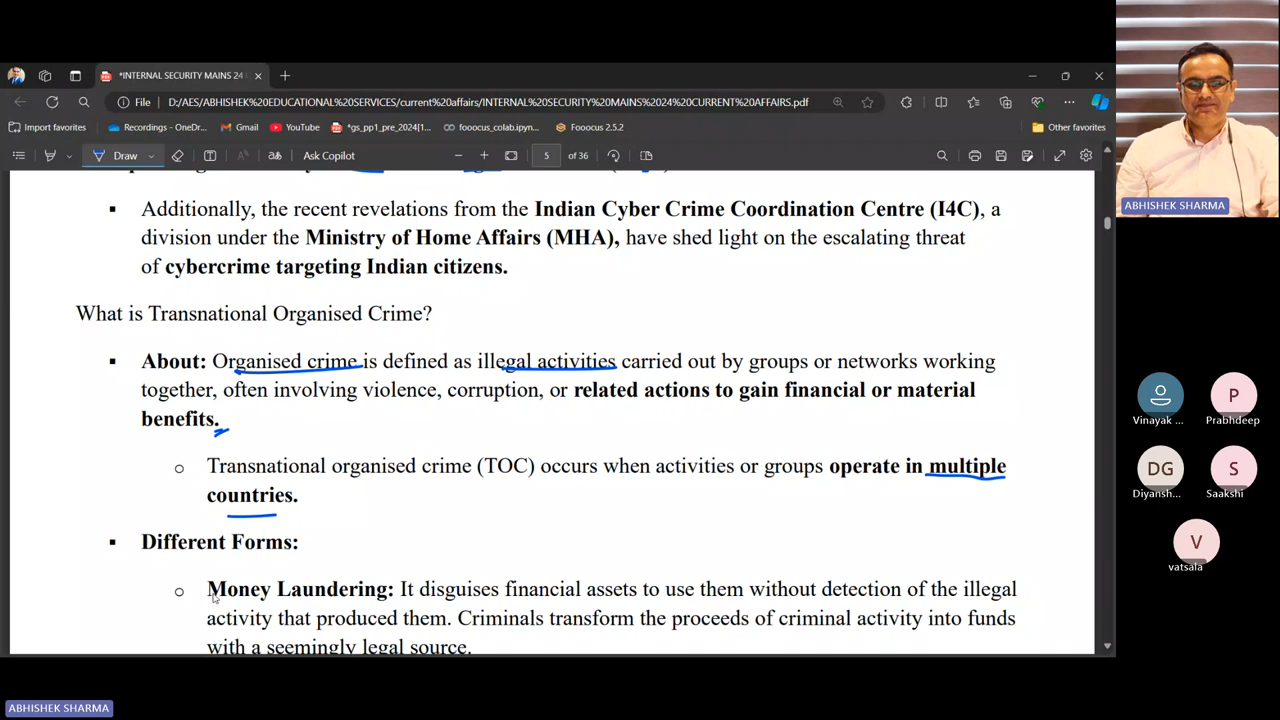 *INTERNAL SECURITY MAINS 24
File
D:/AES/ABHISHEK%20EDUCATIONAL%20SERVICES/current%20affairs/INTERNAL%20SECURITY%20MAINS%202024%20CURRENT%20AFFAIRS.pdf
Import favorites
Recordings - OneDr...
Gmail
YouTube
*gs_pp1_pre_2024[1...
fooocus_colab.ipyn...
Fooocus 2.5.2
Other favorites
Draw
Ask Copilot
5 of 36
Additionally, the recent revelations from the Indian Cyber Crime Coordination Centre (I4C), a
division under the Ministry of Home Affairs (MHA), have shed light on the escalating threat
of cybercrime targeting Indian citizens.
What is Transnational Organised Crime?
About: Organised crime is defined as illegal activities carried out by groups or networks working
together, often involving violence, corruption, or related actions to gain financial or material
benefits.
Transnational organised crime (TOC) occurs when activities or groups operate in multiple
countries.
Different Forms:
Money Laundering: It disguises financial assets to use them without detection of the illegal
activity that produced them. Criminals transform the proceeds of criminal activity into funds
with a seemingly legal source.
ABHISHEK SHARMA
P
Vinayak ...
Prabhdeep
DG
S
Diyansh...
Saakshi
V
vatsala
ABHISHEK SHARMA